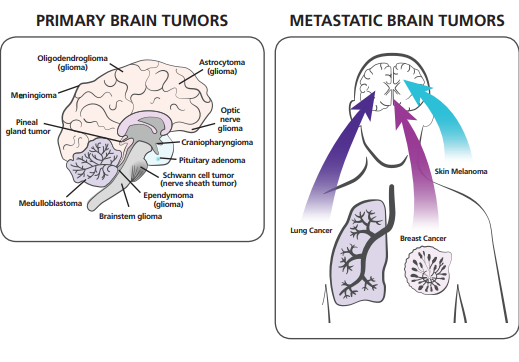 PRIMARY BRAIN TUMORS
Oligodendroglioma
(glioma)
Astrocytoma
(glioma)
Meningioma
Optic
nerve
glioma
Pineal
gland tumor
Craniopharyngioma
Pituitary adenoma
Schwann cell tumor
(nerve sheath tumor)
Ependymoma
(glioma)
Medulloblastoma
Brainstem glioma
METASTATIC BRAIN TUMORS
Skin Melanoma
Lung Cancer
Breast Cancer